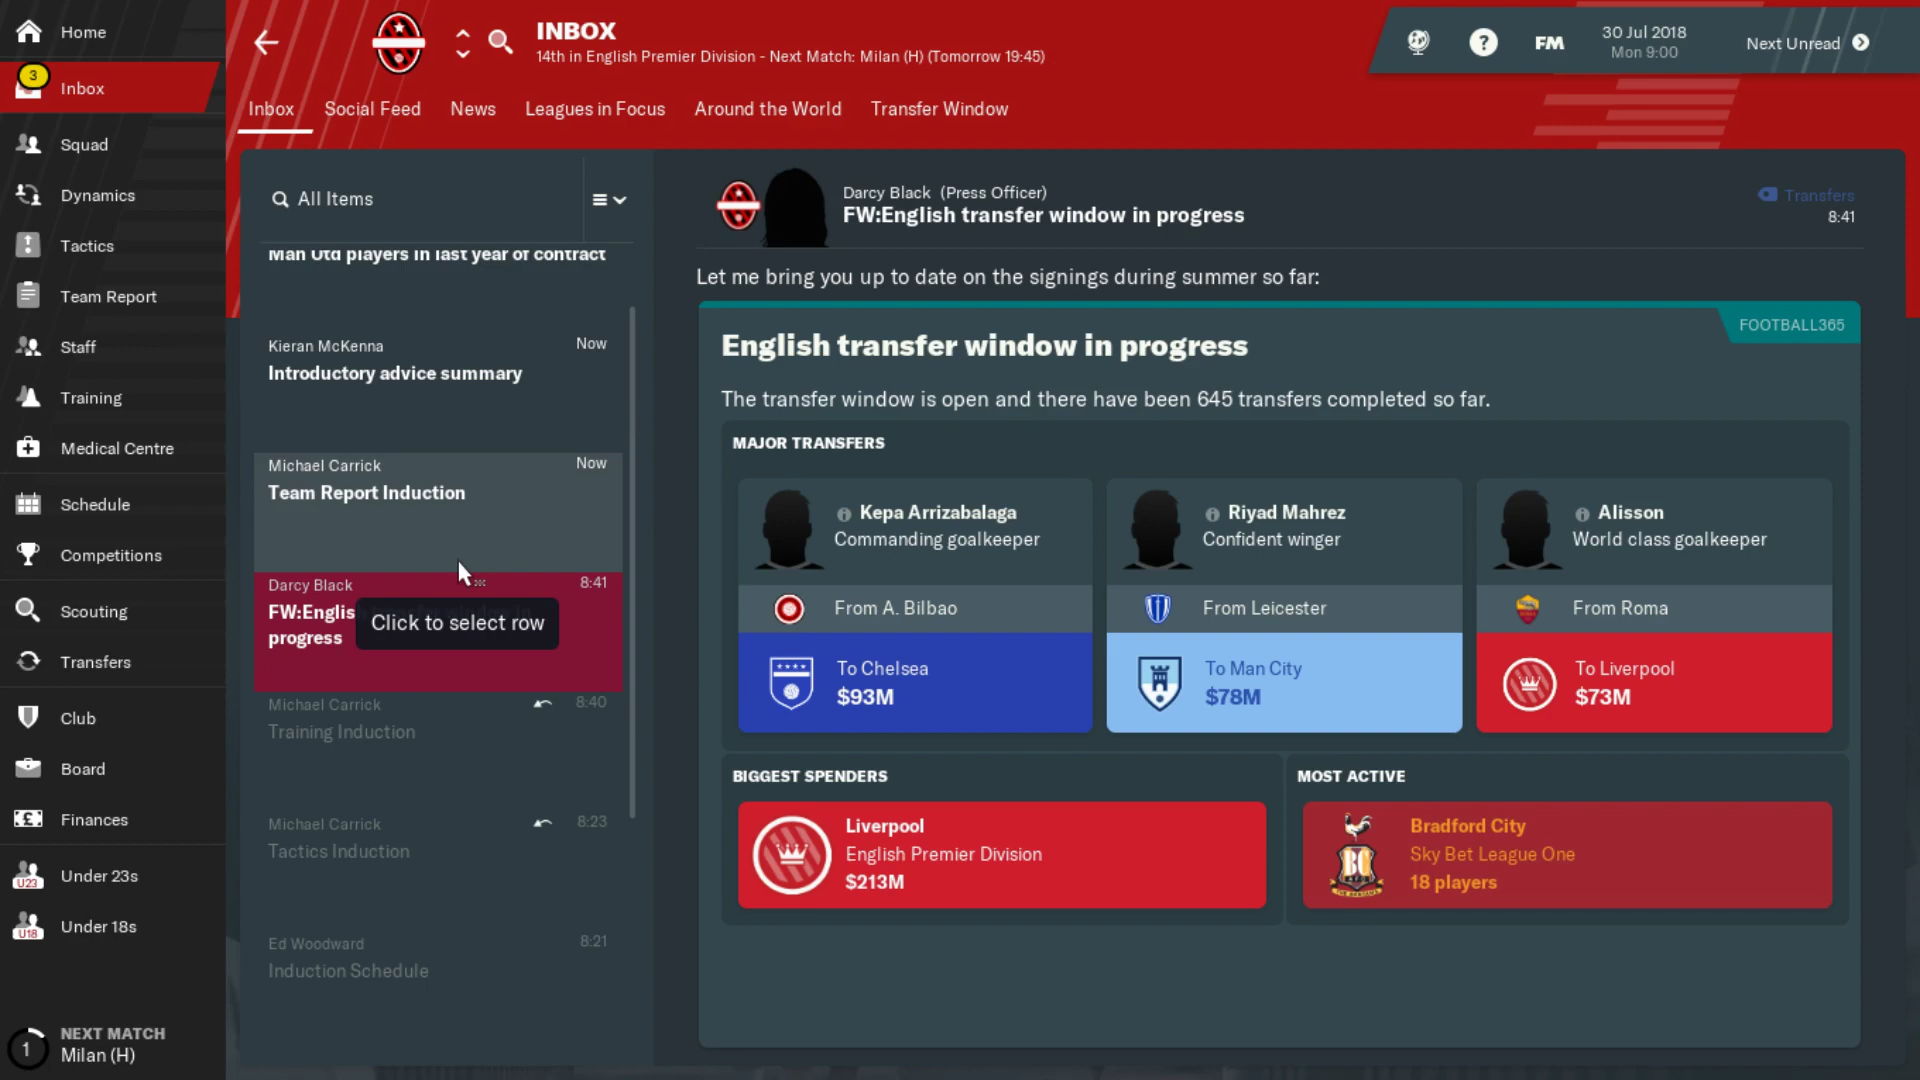 Home
3
Inbox
Squad
Dynamics
Tactics
Team Report
Staff
Training
Medical Centre
Schedule
Competitions
Scouting
Transfers
Club
Board
Finances
U23
Under 23s
U18
Under 18s
1
NEXT MATCH
Milan (H)
INBOX
14th in English Premier Division - Next Match: Milan (H) (Tomorrow 19:45)
?
FM
30 Jul 2018
Mon 9:00
Next Unread
Inbox
Social Feed
News
Leagues in Focus
Around the World
Transfer Window
All Items
Man Utd players in last year of contract
Kieran McKenna
Now
Introductory advice summary
Michael Carrick
Now
Team Report Induction
Darcy Black
8:41
FW:English transfer window in
progress
Click to select row
Michael Carrick
8:40
Training Induction
Michael Carrick
8:23
Tactics Induction
Ed Woodward
8:21
Induction Schedule
Darcy Black (Press Officer)
FW:English transfer window in progress
Transfers
8:41
Let me bring you up to date on the signings during summer so far:
FOOTBALL365
English transfer window in progress
The transfer window is open and there have been 645 transfers completed so far.
MAJOR TRANSFERS
Kepa Arrizabalaga
Commanding goalkeeper
From A. Bilbao
To Chelsea
$93M
Riyad Mahrez
Confident winger
From Leicester
To Man City
$78M
Alisson
World class goalkeeper
From Roma
To Liverpool
$73M
BIGGEST SPENDERS
Liverpool
English Premier Division
$213M
MOST ACTIVE
BC
Bradford City
Sky Bet League One
18 players